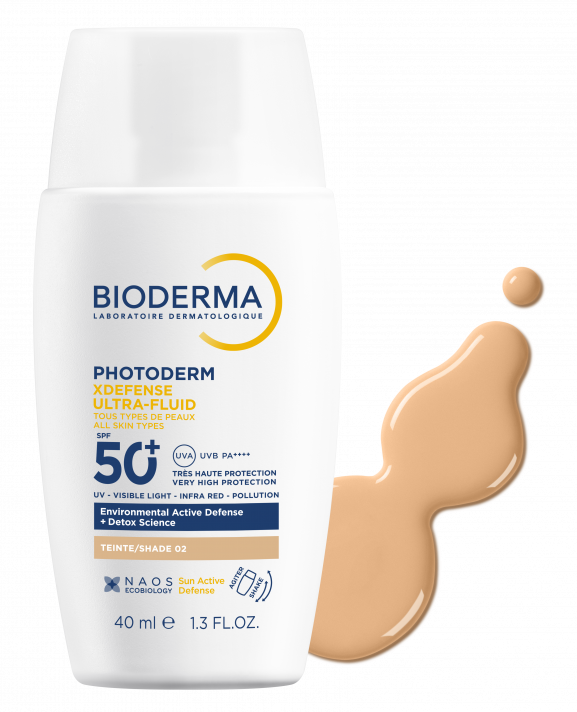 BIODERMA
LABORATOIRE DERMATOLOGIQUE
PHOTODERM
XDEFENSE
ULTRA-FLUID
TOUS TYPES DE PEAUX
ALL SKIN TYPES
SPF
50+
UVA UVB PA++++
TRÈS HAUTE PROTECTION
VERY HIGH PROTECTION
UV - VISIBLE LIGHT - INFRA RED - POLLUTION
Environmental Active Defense
+ Detox Science
TEINTE/SHADE 02
NAOS
ECOBIOLOGY
Sun Active
Defense
AGITER
SHAKE
40 ml e 1.3 FL.OZ.